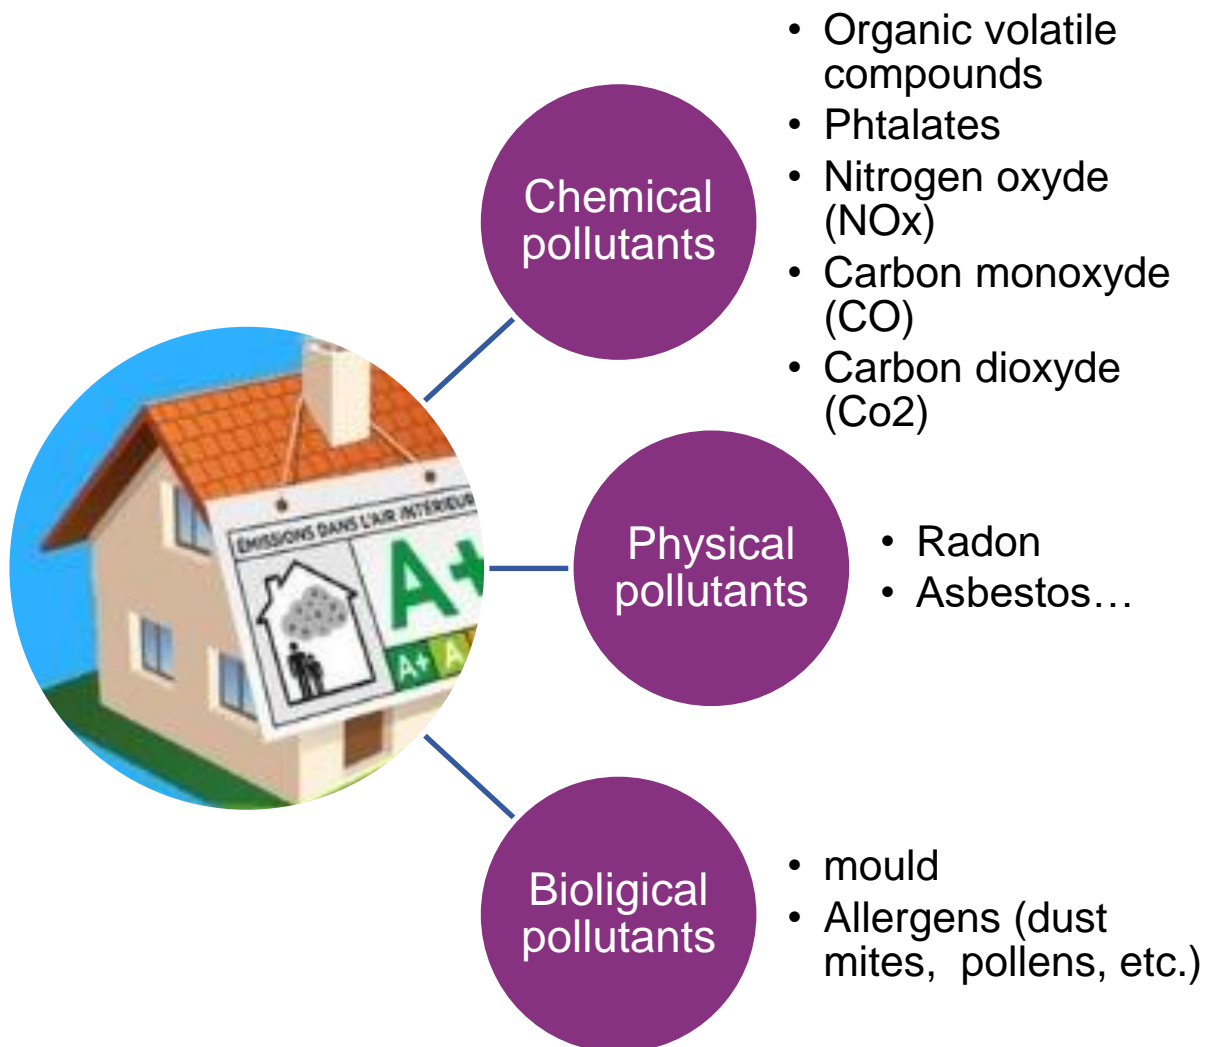 • Organic volatile
compounds
• Phtalates
• Nitrogen oxyde
(NOx)
• Carbon monoxyde
(CO)
• Carbon dioxyde
(Co2)
Chemical
pollutants
ÉMISSIONS DANS L'AIR INTÉRIEUR
A+
A+ A
Physical
pollutants
• Radon
• Asbestos…
Bioligical
pollutants
• mould
• Allergens (dust
mites, pollens, etc.)